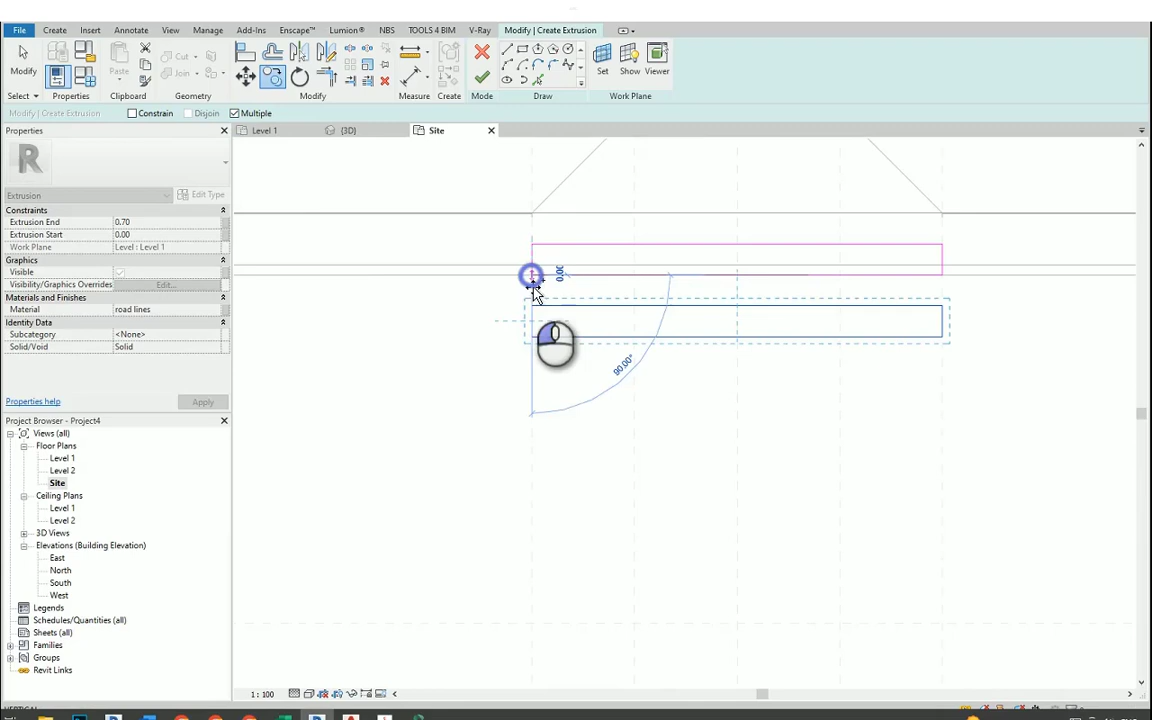 File Create Insert Annotate View Manage Add-Ins Enscape™ Lumion® NBS TOOLS 4 BIM V-Ray Modify | Create Extrusion
Modify Paste Cut Join Set Show Viewer
Select Properties Clipboard Geometry Modify Measure Create Mode Draw Work Plane
Modify | Create Extrusion Constrain Disjoin Multiple
Properties Level 1 {3D} Site
R
Extrusion Edit Type
Constraints
Extrusion End 0.70
Extrusion Start 0.00
Work Plane Level : Level 1
Graphics
Visible
Visibility/Graphics Overrides Edit...
Materials and Finishes
Material road lines
Identity Data
Subcategory <None>
Solid/Void Solid
Properties help Apply
Project Browser - Project4
Views (all)
Floor Plans
Level 1
Level 2
Site
Ceiling Plans
Level 1
Level 2
3D Views
Elevations (Building Elevation)
East
North
South
West
Legends
Schedules/Quantities (all)
Sheets (all)
Families
Groups
Revit Links
90.00°
1 : 100